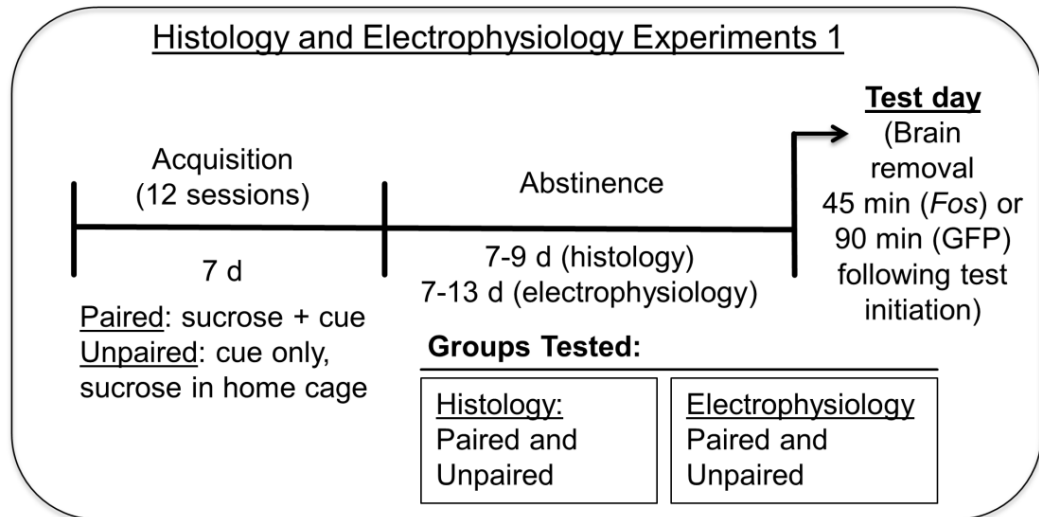 Histology and Electrophysiology Experiments 1
Acquisition
(12 sessions)
7 d
Paired: sucrose + cue
Unpaired: cue only,
sucrose in home cage
Abstinence
7-9 d (histology)
7-13 d (electrophysiology)
Test day
(Brain
removal
45 min (Fos) or
90 min (GFP)
following test
initiation)
Groups Tested:
Histology:
Paired and
Unpaired
Electrophysiology
Paired and
Unpaired